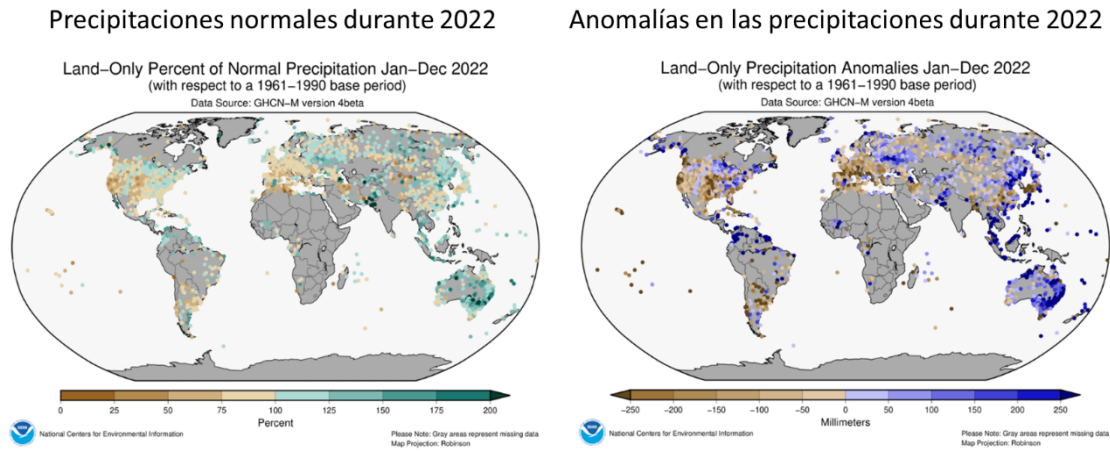 Precipitaciones normales durante 2022
Land-Only Percent of Normal Precipitation Jan-Dec 2022
(with respect to a 1961-1990 base period)
Data Source: GHCN-M version 4beta
0 25 50 75 100 125 150 175 200
Percent
NOAA
National Centers for Environmental Information
Please Note: Gray areas represent missing data
Map Projection: Robinson
Anomalías en las precipitaciones durante 2022
Land-Only Precipitation Anomalies Jan-Dec 2022
(with respect to a 1961-1990 base period)
Data Source: GHCN-M version 4beta
-250 -200 -150 -100 -50 0 50 100 150 200 250
Millimeters
NOAA
National Centers for Environmental Information
Please Note: Gray areas represent missing data
Map Projection: Robinson